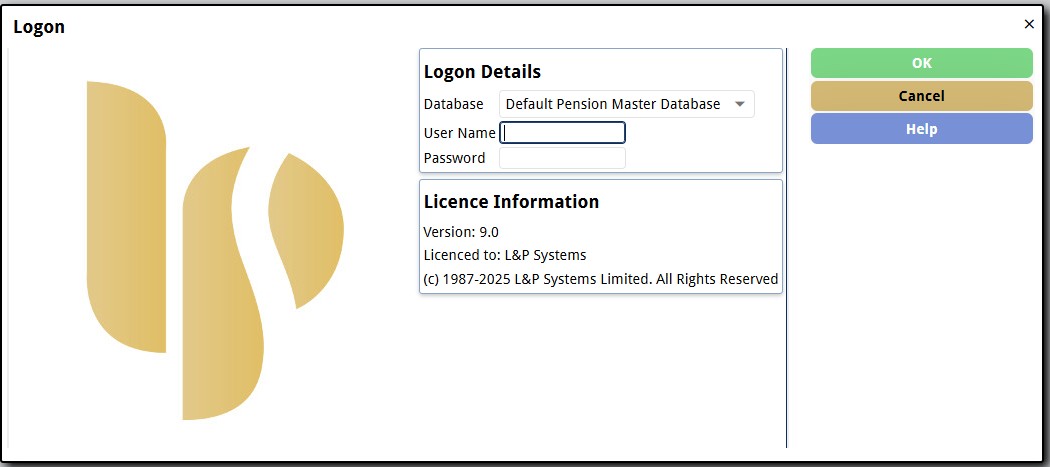 Logon
Logon Details
Database Default Pension Master Database
User Name
Password
Licence Information
Version: 9.0
Licenced to: L&P Systems
(c) 1987-2025 L&P Systems Limited. All Rights Reserved
OK
Cancel
Help